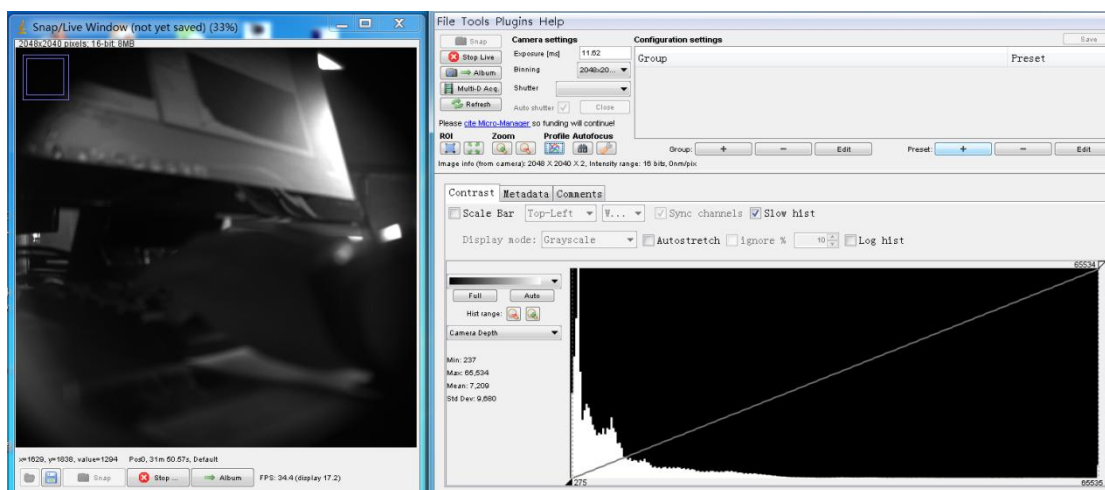 Snap/Live Window (not yet saved) (33%)
2048x2040 pixels; 16-bit; 8MB
x=1629, y=1838, value=1294 Pos0, 31m 50.57s, Default
Snap
Stop ...
Album
FPS: 34.4 (display 17.2)
File Tools Plugins Help
Snap
Stop Live
Album
Multi-D Acq.
Refresh
Camera settings
Exposure [ms] 11.62
Binning 2048x20...
Shutter
Auto shutter Close
Configuration settings
Save
Group Preset
Please cite Micro-Manager so funding will continue!
ROI Zoom Profile Autofocus
Group: + - Edit Preset: + - Edit
Image info (from camera): 2048 X 2040 X 2, Intensity range: 16 bits, 0nm/pix
Contrast Metadata Comments
Scale Bar Top-Left W... Sync channels Slow hist
Display mode: Grayscale Autostretch ignore % 10 Log hist
Full Auto
Hist range:
Camera Depth
Min: 237
Max: 65,534
Mean: 7,209
Std Dev: 9,680
65534
275 65535